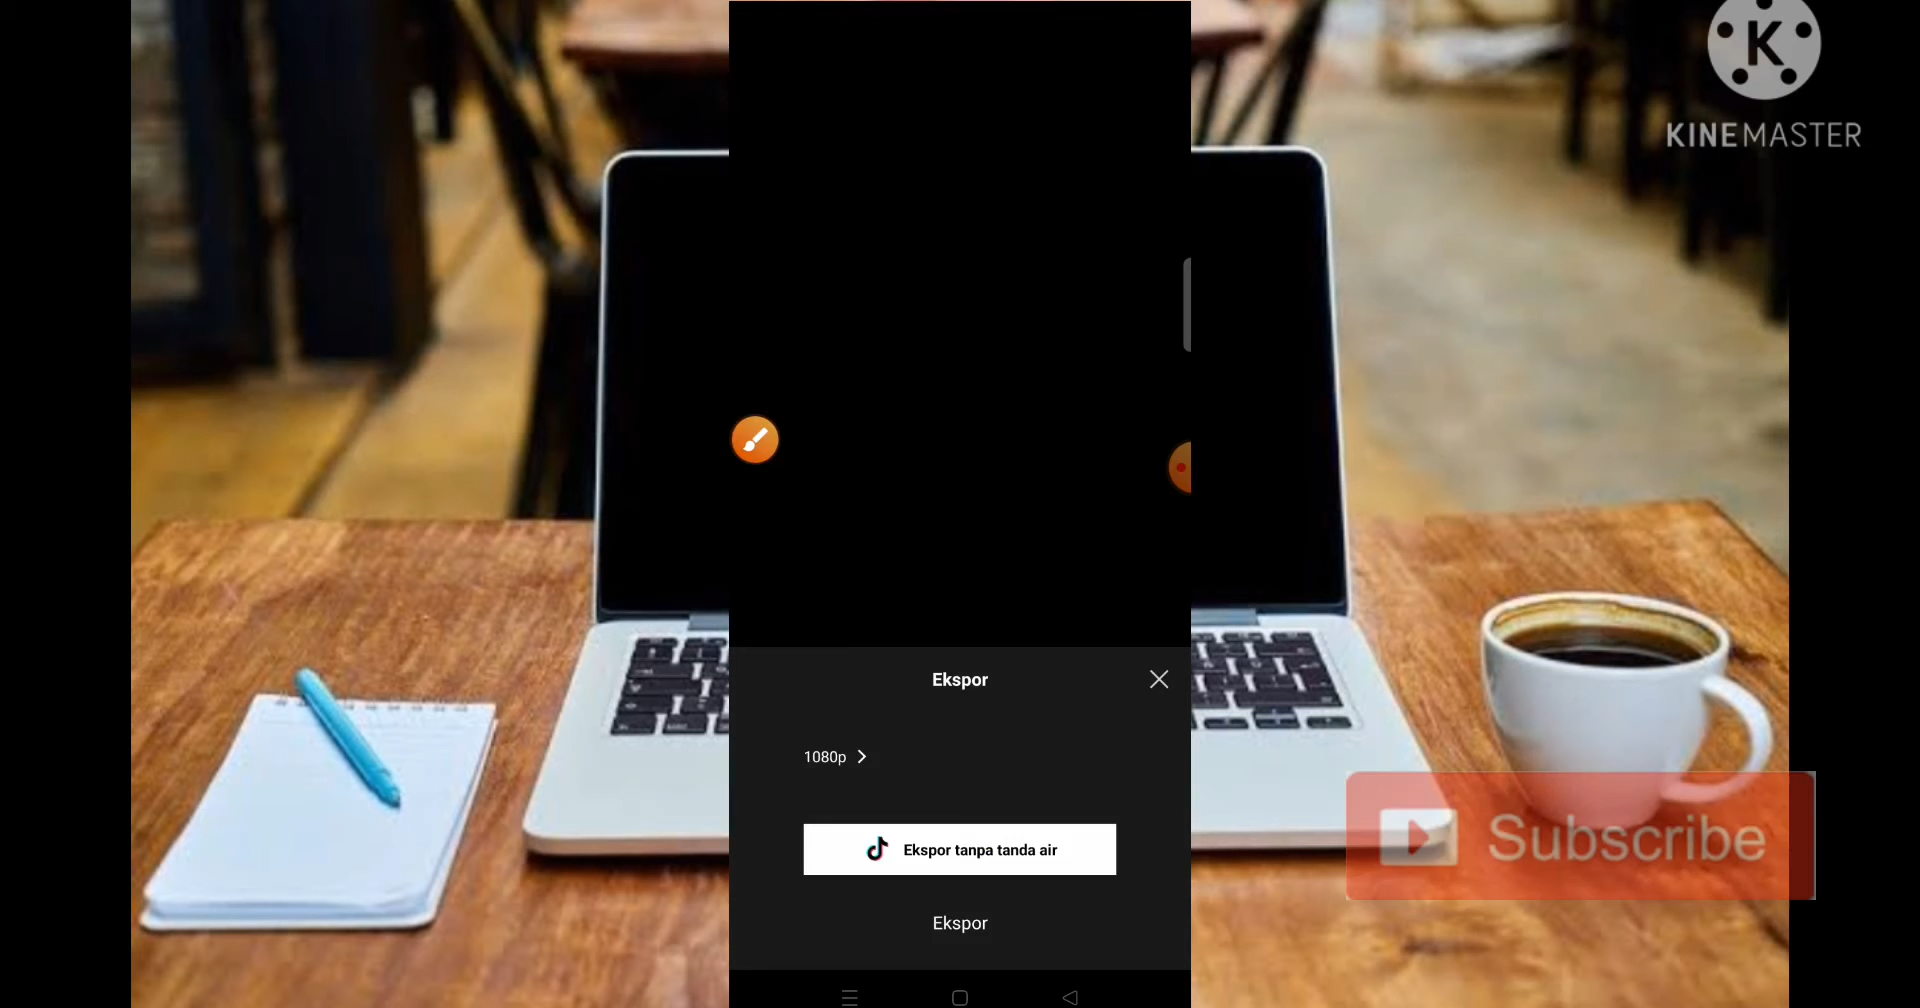 KINEMASTER
Ekspor
1080p
Ekspor tanpa tanda air
Ekspor
Subscribe